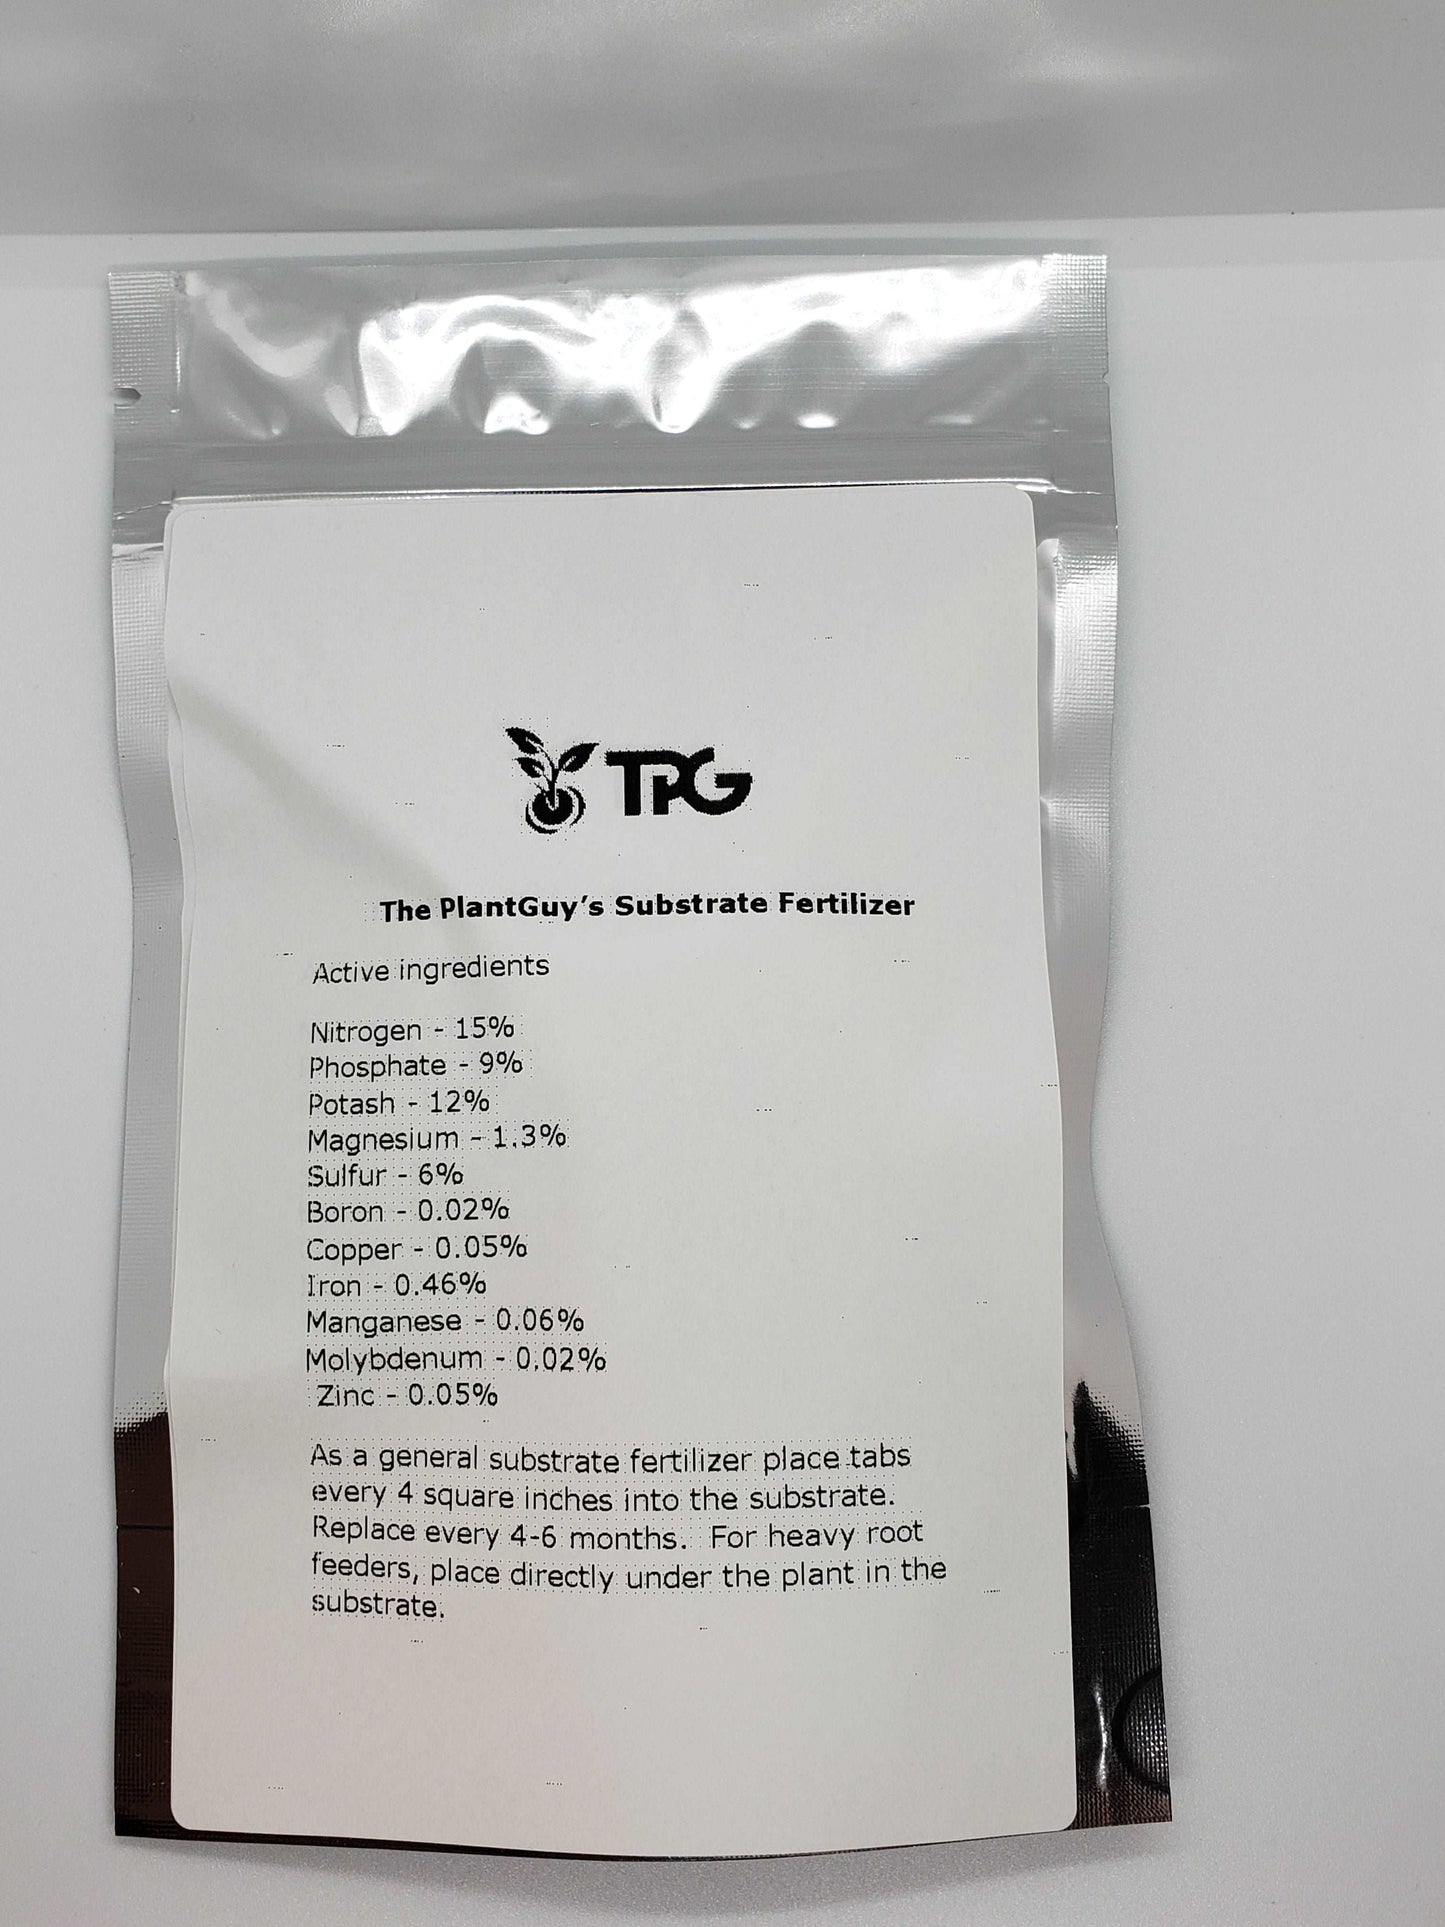 TPG
The PlantGuy's Substrate Fertilizer
Active ingredients
Nitrogen - 15%
Phosphate - 9%
Potash - 12%
Magnesium - 1.3%
Sulfur - 6%
Boron - 0.02%
Copper - 0.05%
Iron - 0.46%
Manganese - 0.06%
Molybdenum - 0.02%
Zinc - 0.05%
As a general substrate fertilizer place tabs
every 4 square inches into the substrate.
Replace every 4-6 months. For heavy root
feeders, place directly under the plant in the
substrate.